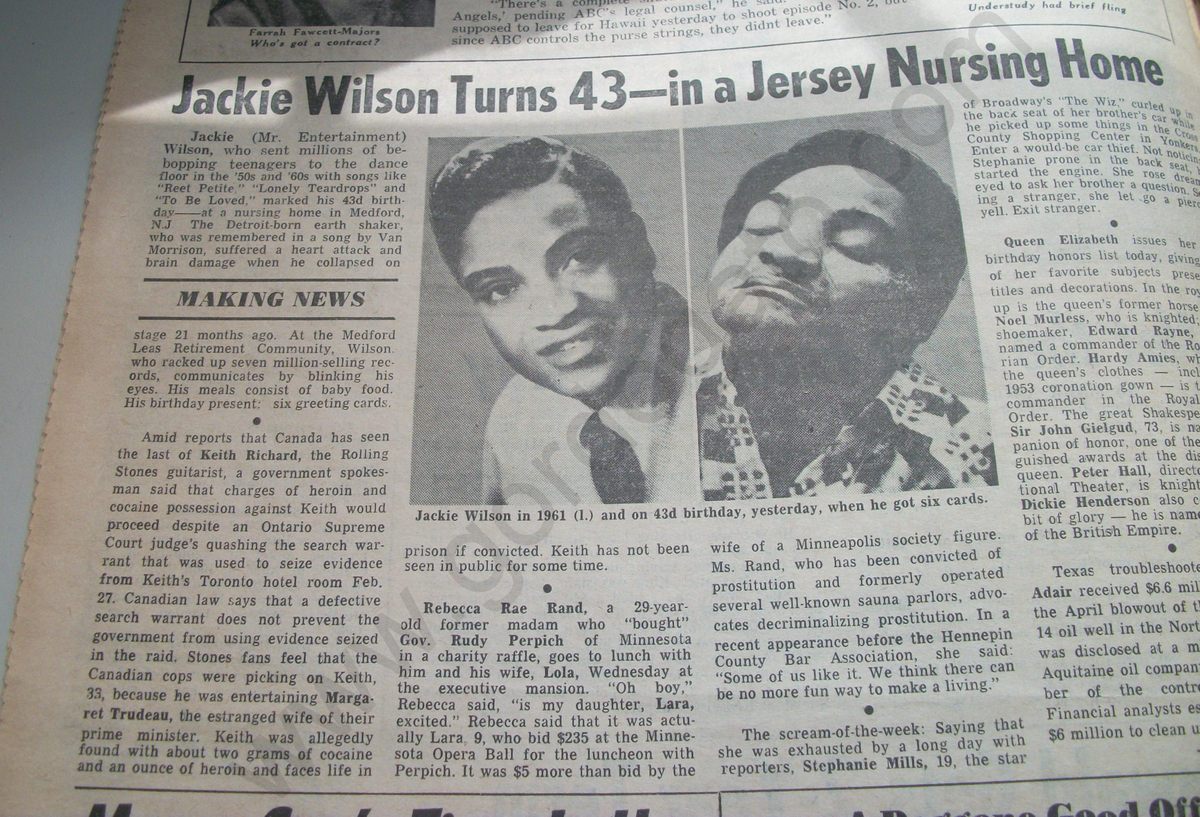 "There's a complete
Angels,' pending ABC's legal counsel," he said.
supposed to leave for Hawaii yesterday to shoot episode No. 2, but
since ABC controls the purse strings, they didnt leave."
Farrah Fawcett-Majors
Who's got a contract?
Understudy had brief fling
Jackie Wilson Turns 43—in a Jersey Nursing Home
Jackie (Mr. Entertainment)
Wilson, who sent millions of be-
bopping teenagers to the dance
floor in the '50s and '60s with songs like
"Reet Petite," "Lonely Teardrops" and
"To Be Loved," marked his 43d birth-
day——at a nursing home in Medford,
N.J The Detroit-born earth shaker,
who was remembered in a song by Van
Morrison, suffered a heart attack and
brain damage when he collapsed on
MAKING NEWS
stage 21 months ago. At the Medford
Leas Retirement Community, Wilson
who racked up seven million-selling rec-
ords, communicates by blinking his
eyes. His meals consist of baby food.
His birthday present: six greeting cards.
Amid reports that Canada has seen
the last of Keith Richard, the Rolling
Stones guitarist, a government spokes-
man said that charges of heroin and
cocaine possession against Keith would
proceed despite an Ontario Supreme
Court judge's quashing the search war-
rant that was used to seize evidence
from Keith's Toronto hotel room Feb.
27. Canadian law says that a defective
search warrant does not prevent the
government from using evidence seized
in the raid. Stones fans feel that the
Canadian cops were picking on Keith,
33, because he was entertaining Marga-
ret Trudeau, the estranged wife of their
prime minister. Keith was allegedly
found with about two grams of cocaine
and an ounce of heroin and faces life in
Jackie Wilson in 1961 (l.) and on 43d birthday, yesterday, when he got six cards.
prison if convicted. Keith has not been
seen in public for some time.
Rebecca Rae Rand, a 29-year-
old former madam who "bought"
Gov. Rudy Perpich of Minnesota
in a charity raffle, goes to lunch with
him and his wife, Lola, Wednesday at
the executive mansion. "Oh boy,"
Rebecca said, "is my daughter, Lara,
excited." Rebecca said that it was actu-
ally Lara, 9, who bid $235 at the Minne-
sota Opera Ball for the luncheon with
Perpich. It was $5 more than bid by the
wife of a Minneapolis society figure.
Ms. Rand, who has been convicted of
prostitution and formerly operated
several well-known sauna parlors, advo-
cates decriminalizing prostitution. In a
recent appearance before the Hennepin
County Bar Association, she said:
"Some of us like it. We think there can
be no more fun way to make a living."
The scream-of-the-week: Saying that
she was exhausted by a long day with
reporters, Stephanie Mills, 19, the star
of Broadway's "The Wiz," curled up in
the back seat of her brother's car while
he picked up some things in the Cross
County Shopping Center in Yonkers.
Enter a would-be car thief. Not noticing
Stephanie prone in the back seat,
started the engine. She rose
eyed to ask her brother a question.
ing a stranger, she let go a
yell. Exit stranger.
Queen Elizabeth issues her
birthday honors list today, giving
of her favorite subjects
titles and decorations. In the
up is the queen's former horse
Noel Murless, who is knighted;
shoemaker, Edward Rayne,
named a commander of the
rian Order. Hardy Amies,
the queen's clothes —
1953 coronation gown — is
commander in the Royal
Order. The great
Sir John Gielgud, 73, is
panion of honor, one of the
guished awards at the
queen. Peter Hall,
tional Theater, is
Dickie Henderson also
bit of glory — he is
of the British Empire.
Texas
Adair received $6.6
the April blowout of
14 oil well in the
was disclosed at a
Aquitaine oil
ber of the
Financial analysts
$6 million to clean
A Doggone Good